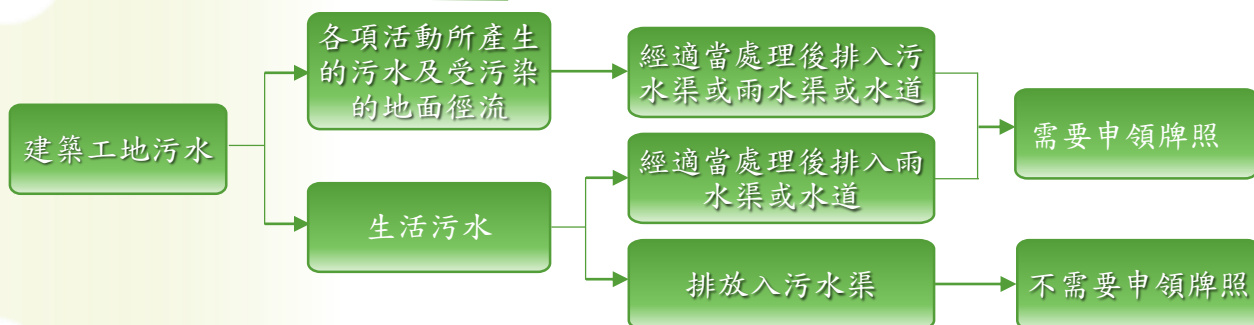 建築工地污水
各項活動所產生
的污水及受污染
的地面徑流
經適當處理後排入污
水渠或雨水渠或水道
需要申領牌照
生活污水
經適當處理後排入雨
水渠或水道
排放入污水渠
不需要申領牌照